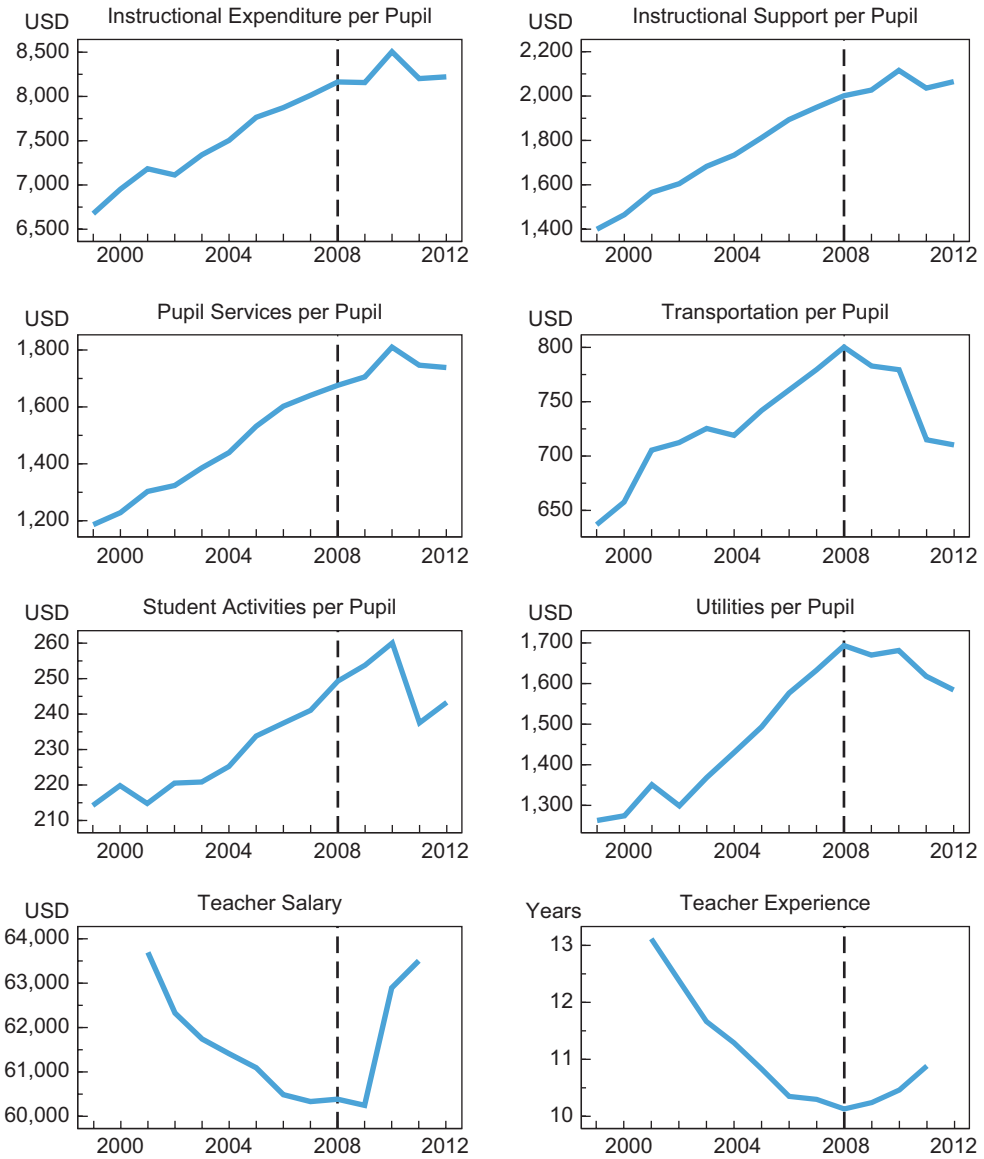 Instructional Expenditure per Pupil
USD
8,500
8,000
7,500
7,000
6,500
2000 2004 2008 2012
Instructional Support per Pupil
USD
2,200
2,000
1,800
1,600
1,400
2000 2004 2008 2012
Pupil Services per Pupil
USD
1,800
1,600
1,400
1,200
2000 2004 2008 2012
Transportation per Pupil
USD
800
750
700
650
2000 2004 2008 2012
Student Activities per Pupil
USD
260
250
240
230
220
210
2000 2004 2008 2012
Utilities per Pupil
USD
1,700
1,600
1,500
1,400
1,300
2000 2004 2008 2012
Teacher Salary
USD
64,000
63,000
62,000
61,000
60,000
2000 2004 2008 2012
Teacher Experience
Years
13
12
11
10
2000 2004 2008 2012